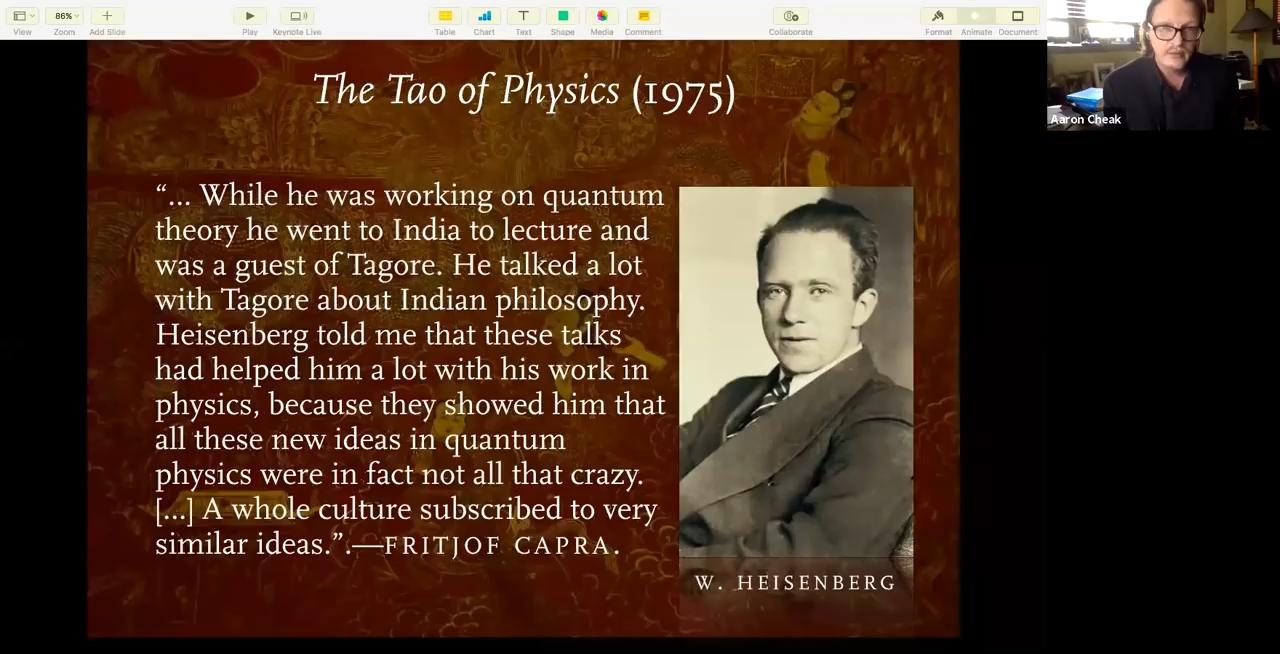 86%
View
Zoom
Add Slide
Play
Keynote Live
Table
Chart
Text
Shape
Media
Comment
Collaborate
Format
Animate
Document
Aaron Cheak
The Tao of Physics (1975)
“... While he was working on quantum
theory he went to India to lecture and
was a guest of Tagore. He talked a lot
with Tagore about Indian philosophy.
Heisenberg told me that these talks
had helped him a lot with his work in
physics, because they showed him that
all these new ideas in quantum
physics were in fact not all that crazy.
[...] A whole culture subscribed to very
similar ideas.”.—FRITJOF CAPRA.
W. HEISENBERG